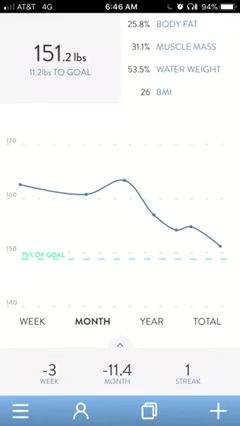 AT&T 4G 6:46 AM 94%
151.2 lbs
11.2lbs TO GOAL
25.8% BODY FAT
31.1% MUSCLE MASS
53.5% WATER WEIGHT
26 BMI
170
160
150
75% OF GOAL
140
WEEK MONTH YEAR TOTAL
-3 -11.4 1
WEEK MONTH STREAK